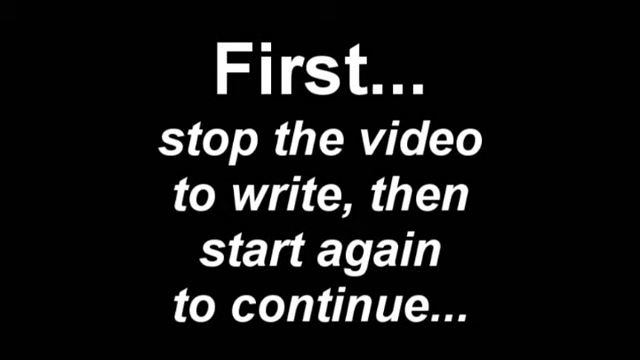 First...
stop the video
to write, then
start again
to continue...